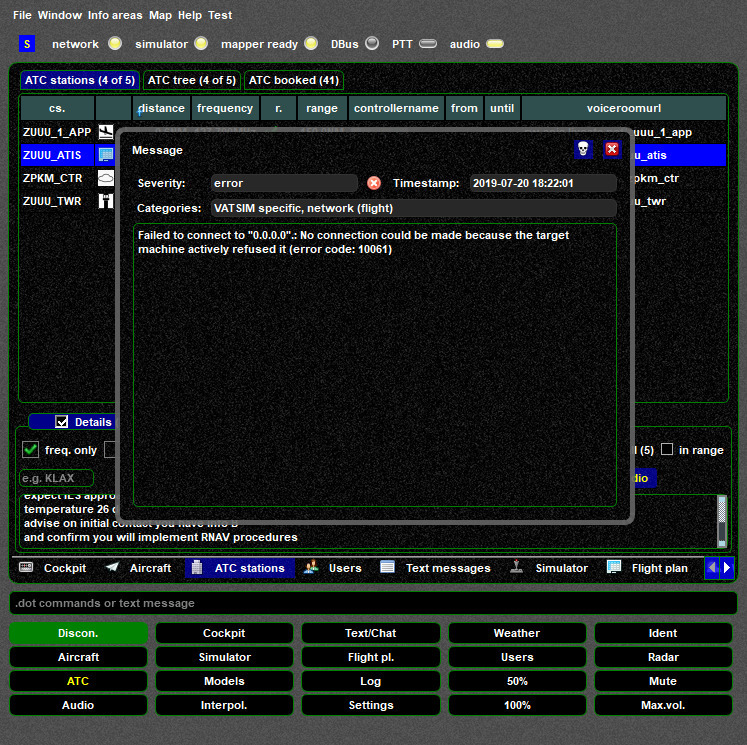 File Window Info areas Map Help Test
S network simulator mapper ready DBus PTT audio
ATC stations (4 of 5) ATC tree (4 of 5) ATC booked (41)
cs. distance frequency r. range controllername from until voiceroomurl
ZUUU_1_APP uuu_1_app
ZUUU_ATIS u_atis
ZPKM_CTR pkm_ctr
ZUUU_TWR u_twr
Message
Severity: error Timestamp: 2019-07-20 18:22:01
Categories: VATSIM specific, network (flight)
Failed to connect to "0.0.0.0".: No connection could be made because the target
machine actively refused it (error code: 10061)
Details
freq. only (5) in range
e.g. KLAX dio
expect IES appro
temperature 26
advise on initial contact you have info
and confirm you will implement RNAV procedures
Cockpit Aircraft ATC stations Users Text messages Simulator Flight plan
.dot commands or text message
Discon. Cockpit Text/Chat Weather Ident
Aircraft Simulator Flight pl. Users Radar
ATC Models Log 50% Mute
Audio Interpol. Settings 100% Max.vol.